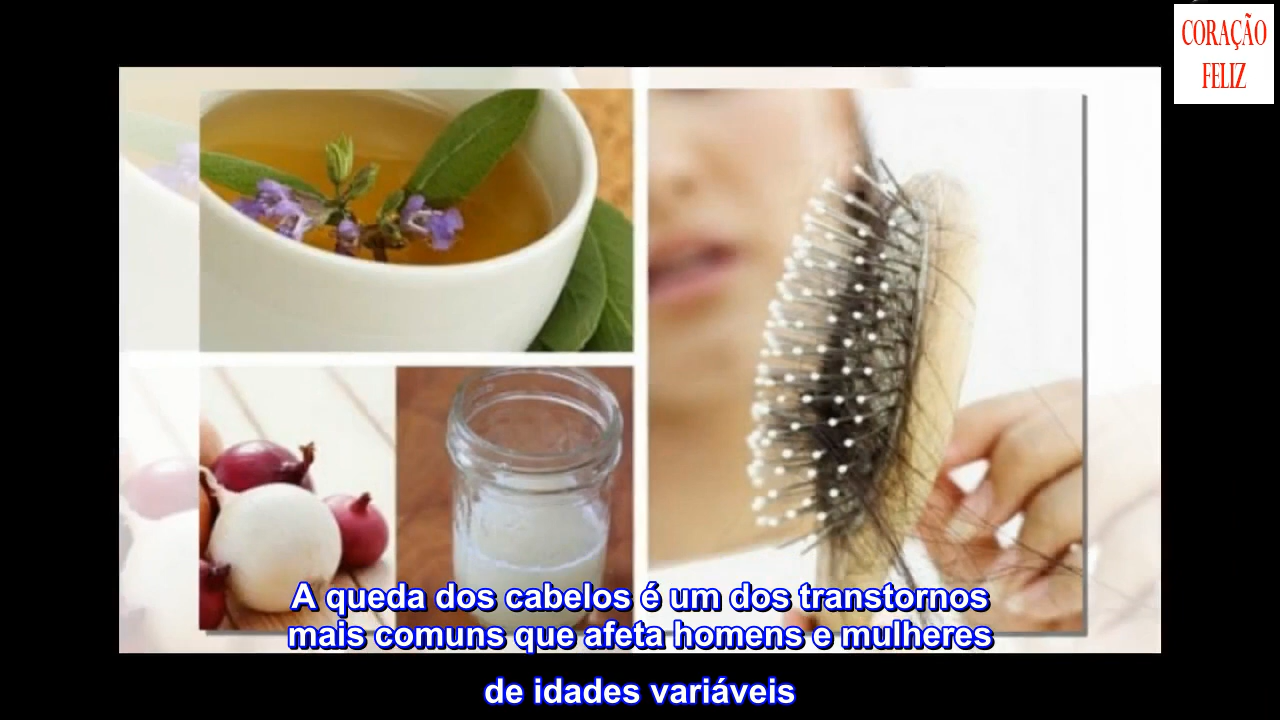 CORAÇÃO
FELIZ
A queda dos cabelos é um dos transtornos
mais comuns que afeta homens e mulheres
de idades variáveis